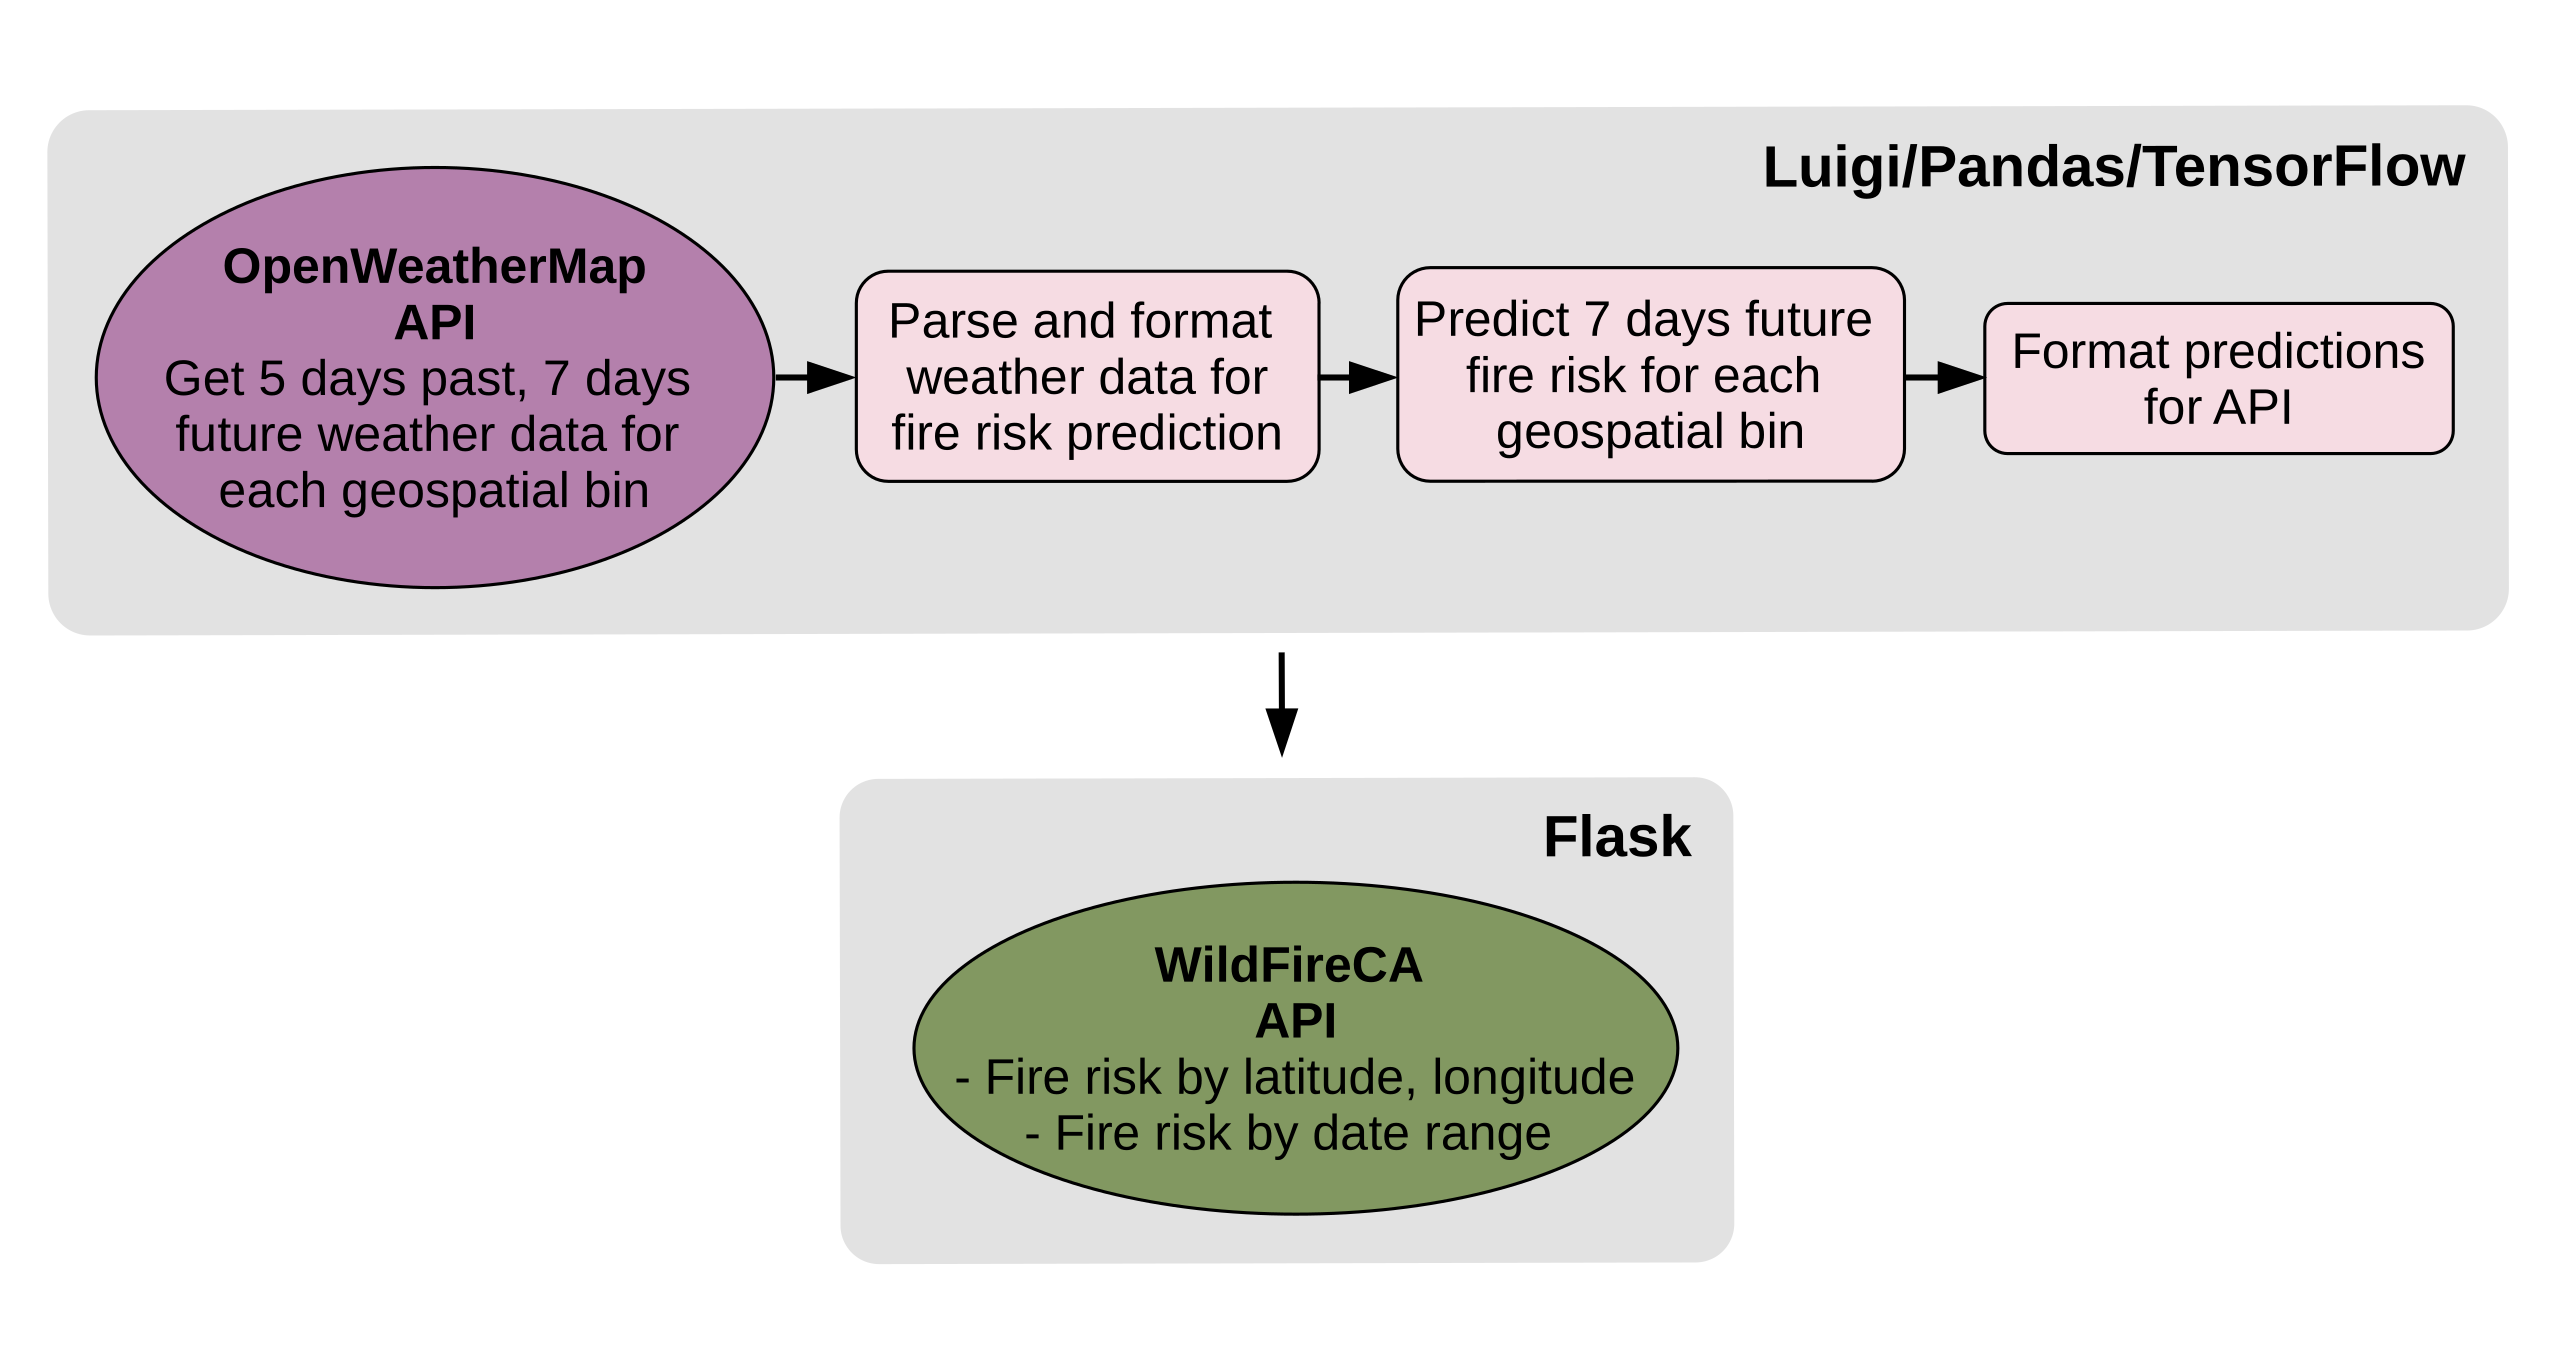 Luigi/Pandas/TensorFlow
OpenWeatherMap
API
Get 5 days past, 7 days
future weather data for
each geospatial bin
Parse and format
weather data for
fire risk prediction
Predict 7 days future
fire risk for each
geospatial bin
Format predictions
for API
Flask
WildFireCA
API
- Fire risk by latitude, longitude
- Fire risk by date range